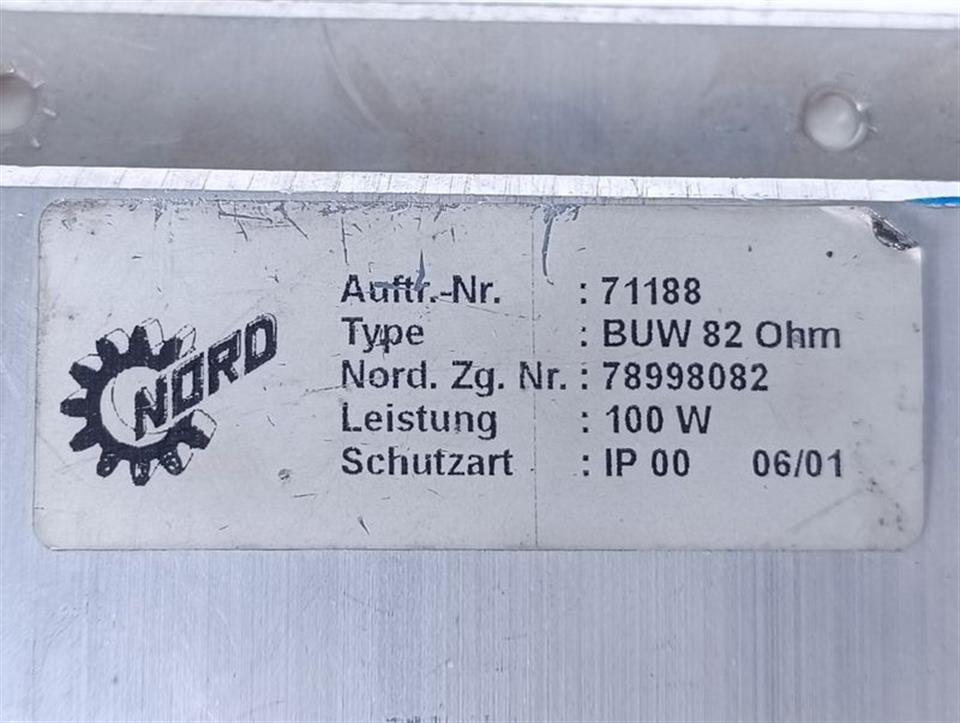 NORD
Auftr.-Nr. : 71188
Type : BUW 82 Ohm
Nord. Zg. Nr. : 78998082
Leistung : 100 W
Schutzart : IP 00 06/01